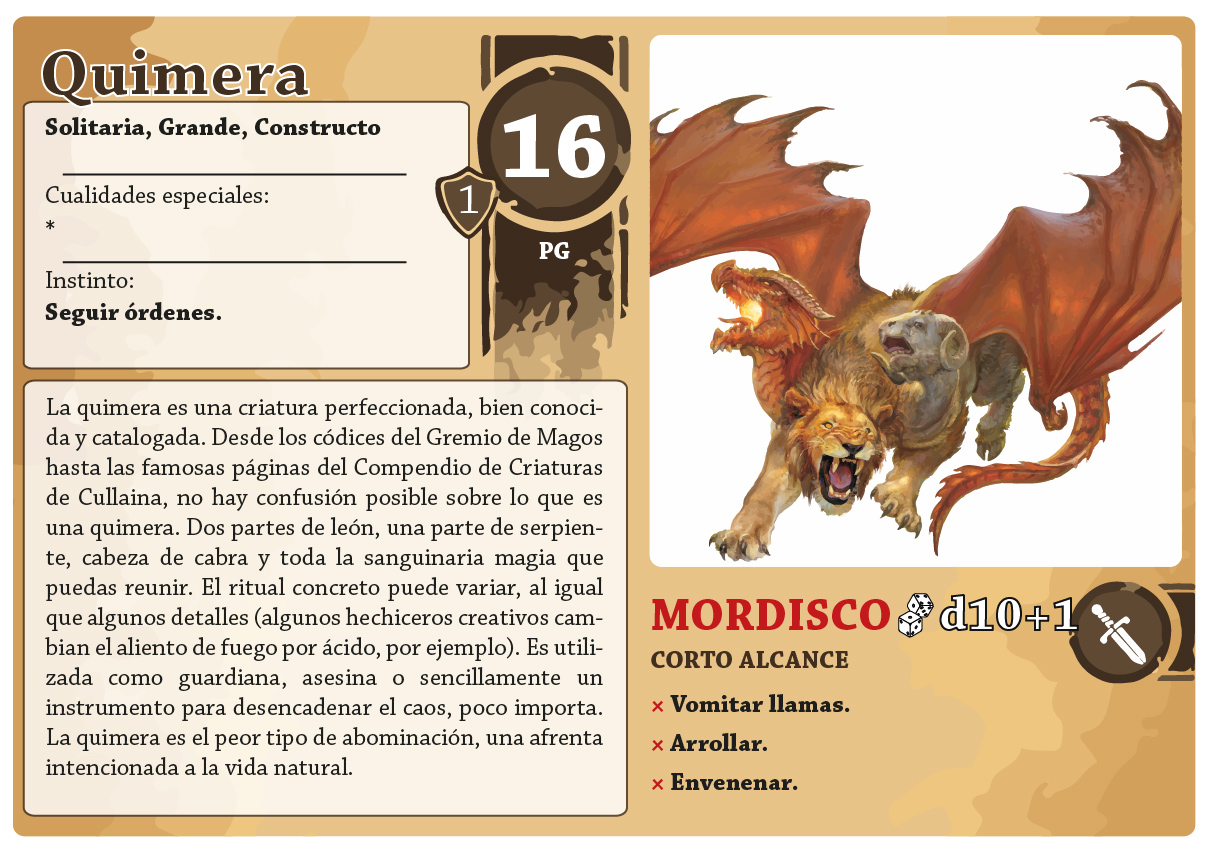 Quimera
Solitaria, Grande, Constructo
Cualidades especiales:
*
Instinto:
Seguir órdenes.
16
1
PG
La quimera es una criatura perfeccionada, bien conoci-
da y catalogada. Desde los códices del Gremio de Magos
hasta las famosas páginas del Compendio de Criaturas
de Cullaina, no hay confusión posible sobre lo que es
una quimera. Dos partes de león, una parte de serpien-
te, cabeza de cabra y toda la sanguinaria magia que
puedas reunir. El ritual concreto puede variar, al igual
que algunos detalles (algunos hechiceros creativos cam-
bian el aliento de fuego por ácido, por ejemplo). Es utili-
zada como guardiana, asesina o sencillamente un
instrumento para desencadenar el caos, poco importa.
La quimera es el peor tipo de abominación, una afrenta
intencionada a la vida natural.
MORDISCO d10+1
CORTO ALCANCE
× Vomitar llamas.
× Arrollar.
× Envenenar.